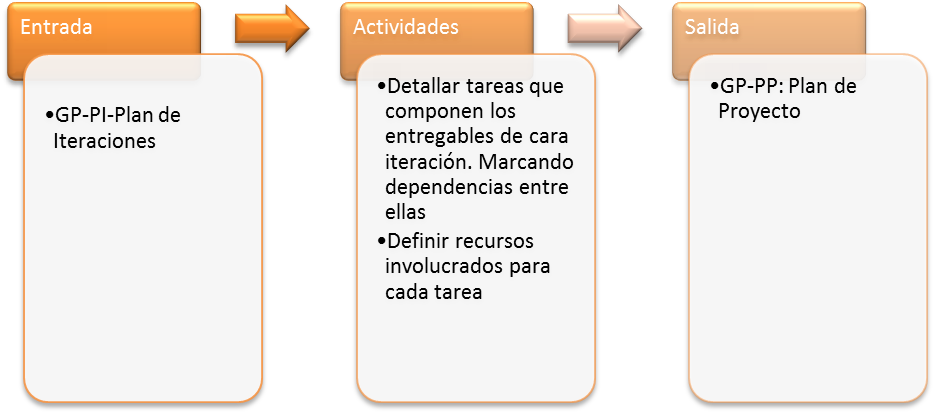 Entrada
Actividades
Salida
•GP-PI-Plan de
Iteraciones
•Detallar tareas que
componen los
entregables de cara
iteración. Marcando
dependencias entre
ellas
•Definir recursos
involucrados para
cada tarea
•GP-PP: Plan de
Proyecto